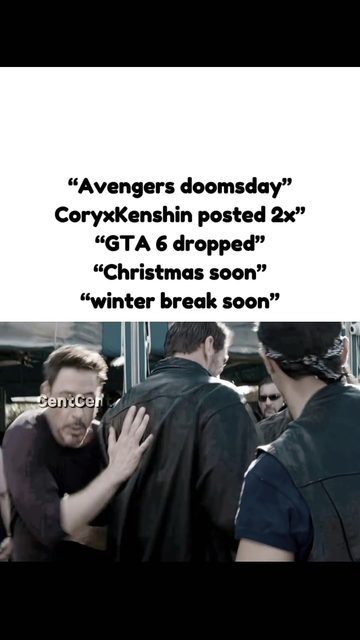 “Avengers doomsday”
CoryxKenshin posted 2x”
“GTA 6 dropped”
“Christmas soon”
“winter break soon”
CentCen